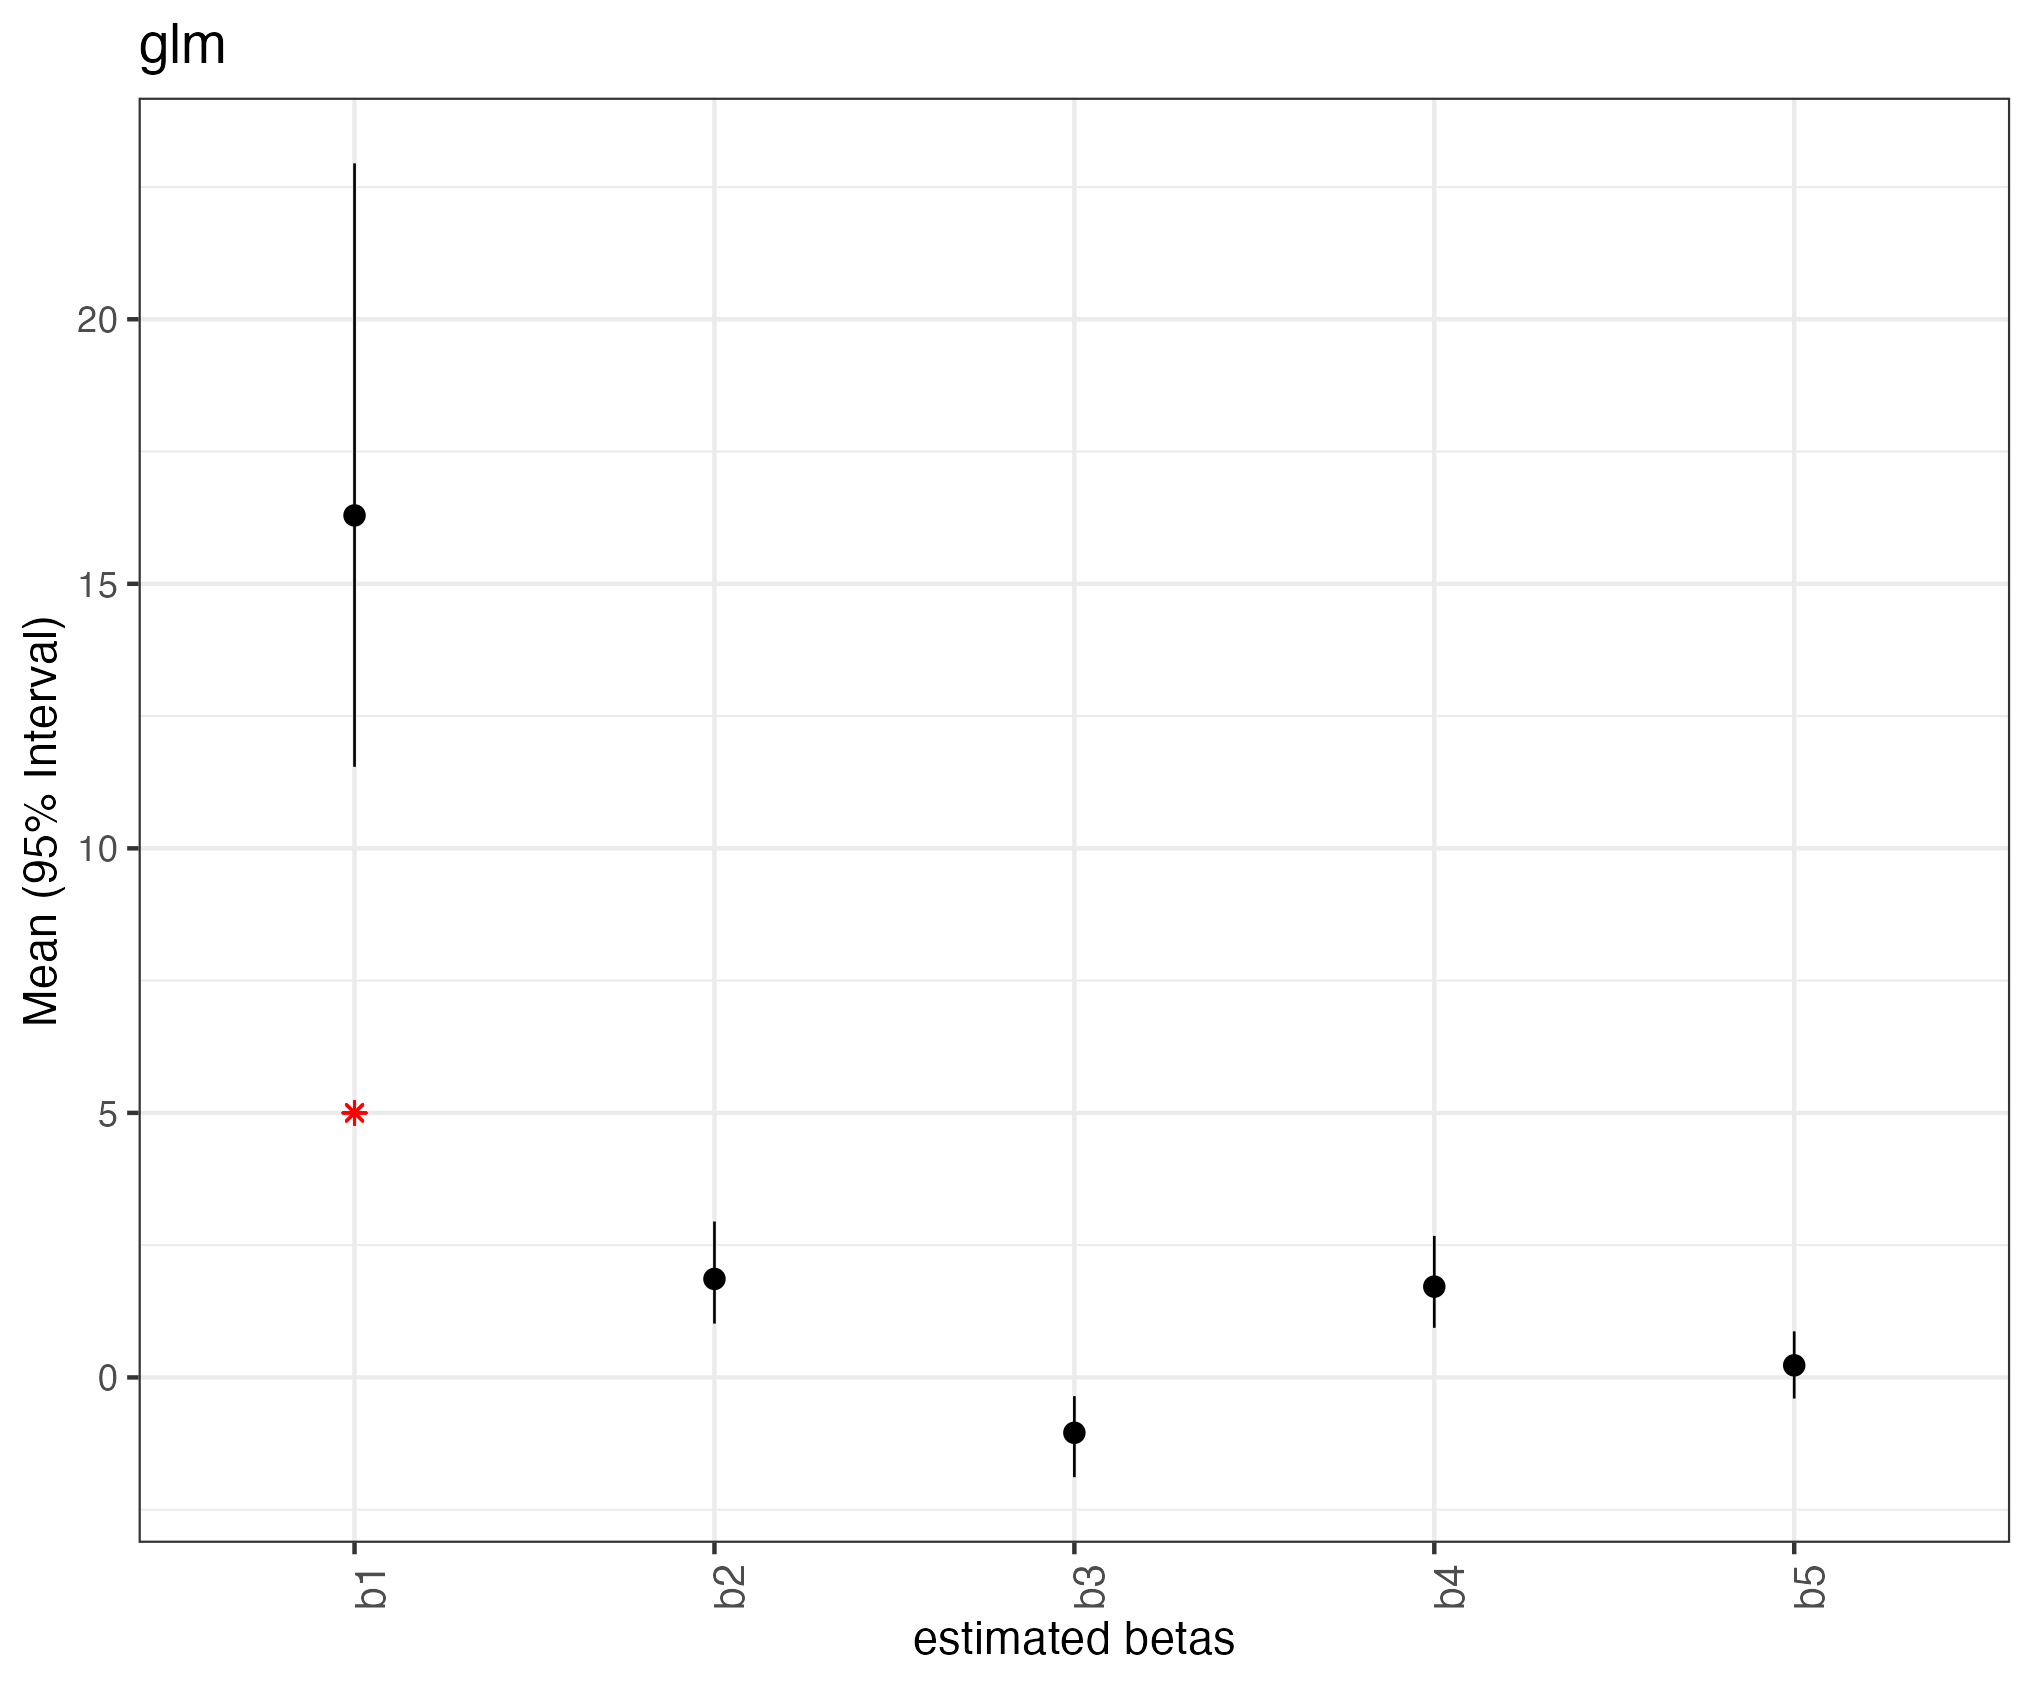 glm
Mean (95% Interval)
20
15
10
5
0
b1
b2
b3
b4
b5
estimated betas